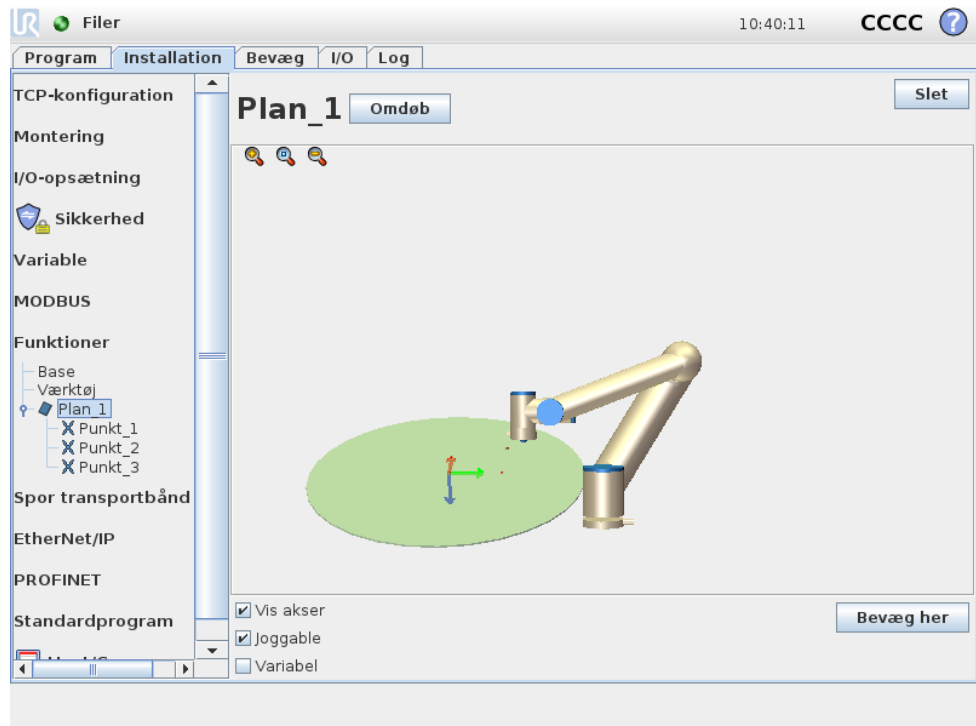 UR Filer 10:40:11 CCCC ?
Program Installation Bevæg I/O Log
TCP-konfiguration
Montering
I/O-opsætning
Sikkerhed
Variable
MODBUS
Funktioner
Base
Værktøj
Plan_1
Punkt_1
Punkt_2
Punkt_3
Spor transportbånd
EtherNet/IP
PROFINET
Standardprogram
Plan_1 Omdøb Slet
Vis akser
Joggable
Variabel
Bevæg her